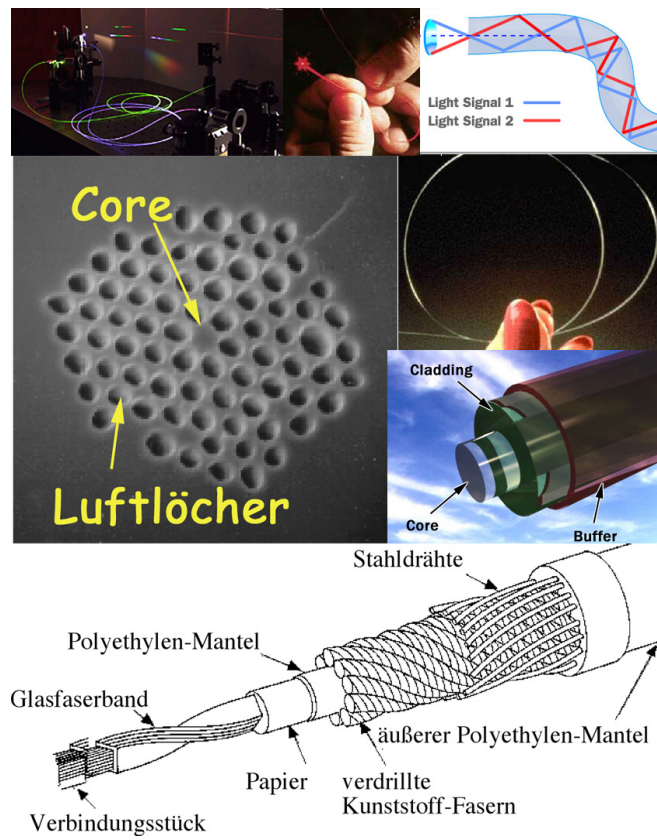 Light Signal 1
Light Signal 2
Core
Luftlöcher
Cladding
Core
Buffer
Stahldrähte
Polyethylen-Mantel
Glasfaserband
äußerer Polyethylen-Mantel
Papier
verdrillte
Kunststoff-Fasern
Verbindungsstück